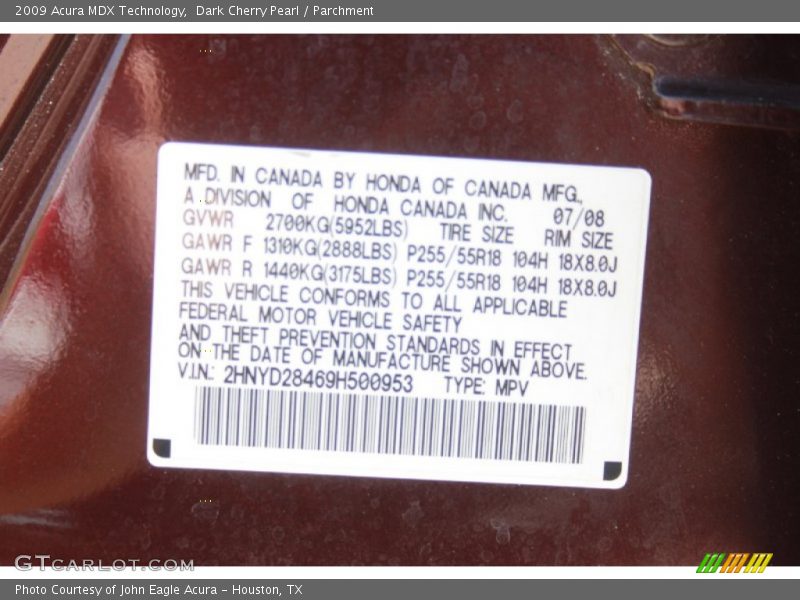 2009 Acura MDX Technology, Dark Cherry Pearl / Parchment
MFD. IN CANADA BY HONDA OF CANADA MFG.,
A DIVISION OF HONDA CANADA INC. 07/08
GVWR 2700KG(5952LBS) TIRE SIZE RIM SIZE
GAWR F 1310KG(2888LBS) P255/55R18 104H 18X8.0J
GAWR R 1440KG(3175LBS) P255/55R18 104H 18X8.0J
THIS VEHICLE CONFORMS TO ALL APPLICABLE
FEDERAL MOTOR VEHICLE SAFETY
AND THEFT PREVENTION STANDARDS IN EFFECT
ON THE DATE OF MANUFACTURE SHOWN ABOVE.
V.I.N.: 2HNYD28469H500953 TYPE: MPV
GTCARLOT.COM
Photo Courtesy of John Eagle Acura - Houston, TX